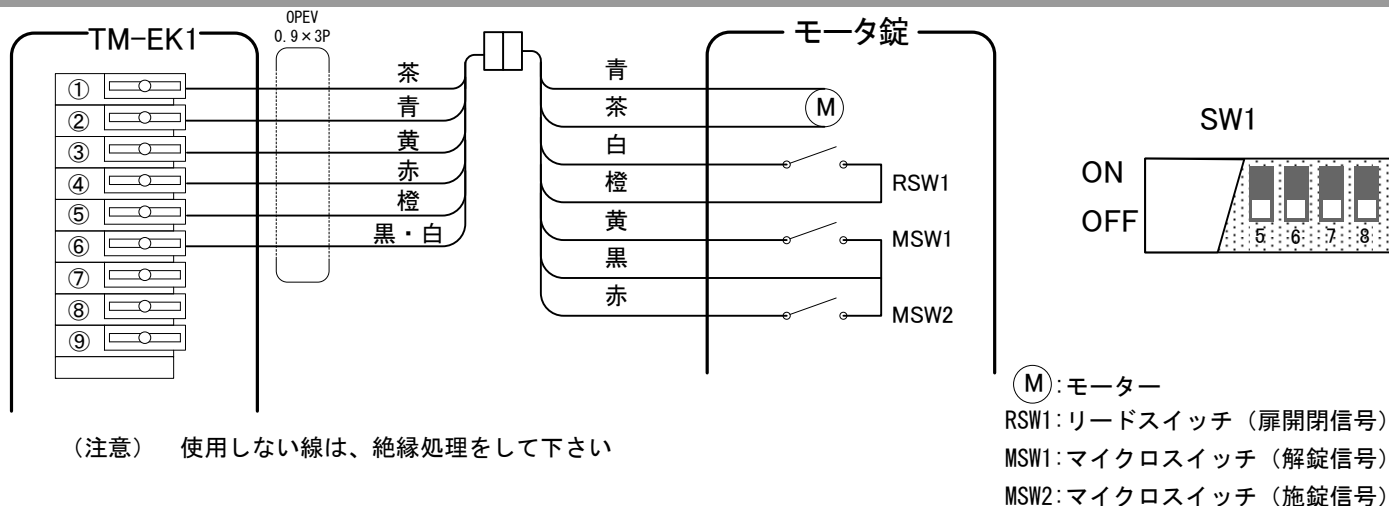 TM-EK1
OPEV
0.9×3P
モータ錠
①
②
③
④
⑤
⑥
⑦
⑧
⑨
茶
青
黄
赤
橙
黒・白
青
茶
白
橙
黄
黒
赤
M
RSW1
MSW1
MSW2
SW1
ON
OFF
5 6 7 8
(注意) 使用しない線は、絶縁処理をして下さい
M:モーター
RSW1:リードスイッチ(扉開閉信号)
MSW1:マイクロスイッチ(解錠信号)
MSW2:マイクロスイッチ(施錠信号)